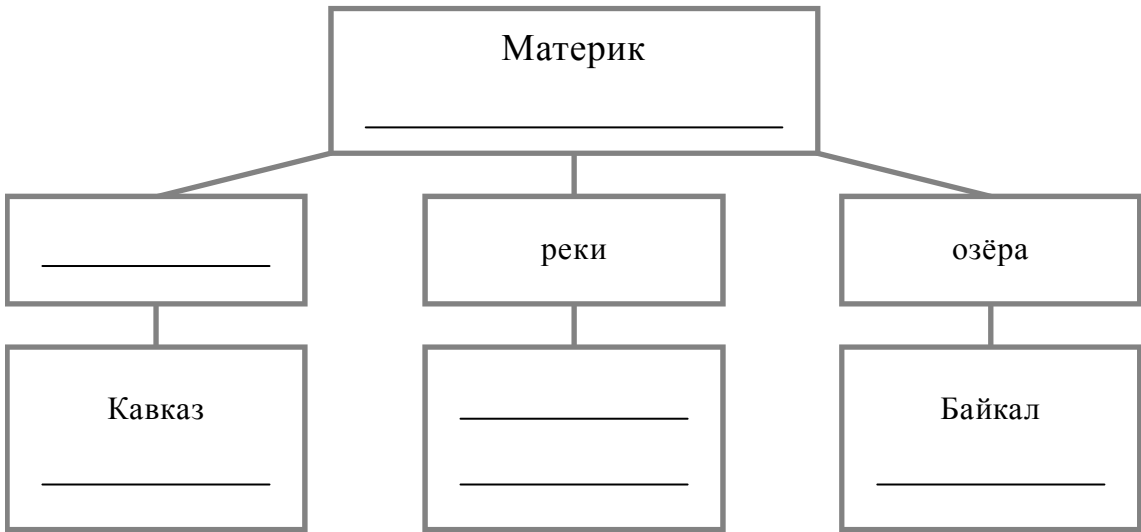 Материк
реки
озёра
Кавказ
Байкал